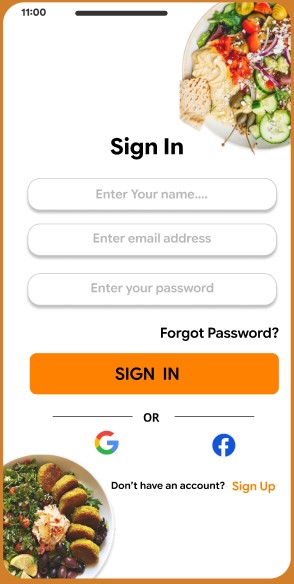 11:00
Sign In
Enter Your name....
Enter email address
Enter your password
Forgot Password?
SIGN IN
OR
Don't have an account? Sign Up